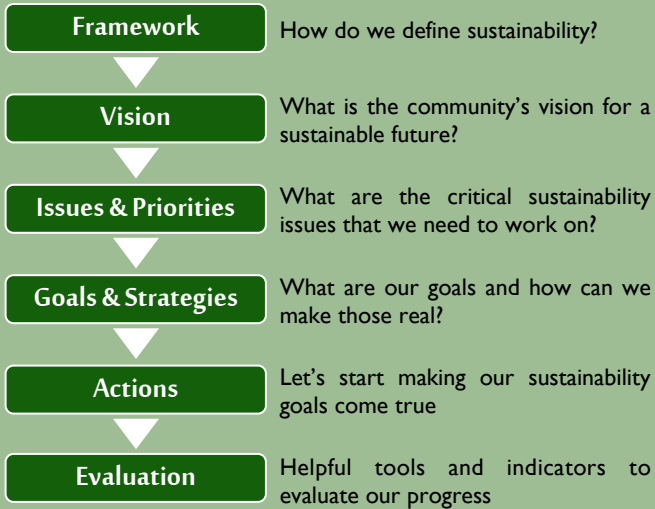 Framework
How do we define sustainability?
Vision
What is the community's vision for a
sustainable future?
Issues & Priorities
What are the critical sustainability
issues that we need to work on?
Goals & Strategies
What are our goals and how can we
make those real?
Actions
Let's start making our sustainability
goals come true
Evaluation
Helpful tools and indicators to
evaluate our progress